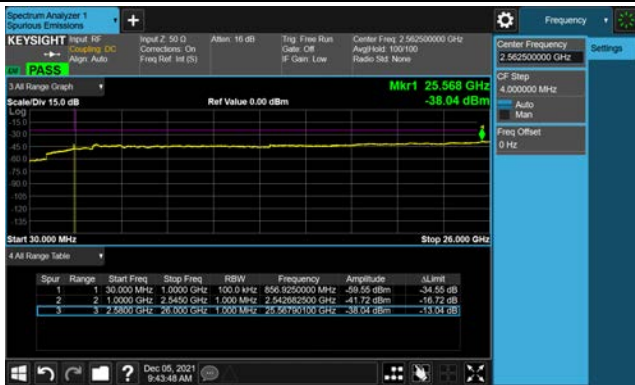 Spectrum Analyzer 1
Spurious Emissions
Frequency
KEYSIGHT
Input: RF
Coupling: DC
Align: Auto
Input Z: 50 Ω
Corrections: On
Freq Ref: Int (S)
Atten: 16 dB
Trig: Free Run
Gate: Off
IF Gain: Low
Center Freq: 2.562500000 GHz
Avg|Hold: 100/100
Radio Std: None
PASS
Center Frequency
2.562500000 GHz
Settings
CF Step
4.000000 MHz
Auto
Man
Freq Offset
0 Hz
3 All Range Graph
Mkr1 25.568 GHz
Scale/Div 15.0 dB
Ref Value 0.00 dBm
-38.04 dBm
Log
-15.0
-30.0
-45.0
-60.0
-75.0
-90.0
-105
-120
-135
Start 30.000 MHz
Stop 26.000 GHz
4 All Range Table
Spur Range Start Freq Stop Freq RBW Frequency Amplitude ΔLimit
1 1 30.000 MHz 1.0000 GHz 100.0 kHz 856.9250000 MHz -59.55 dBm -34.55 dB
2 2 1.0000 GHz 2.5450 GHz 1.000 MHz 2.542682500 GHz -41.72 dBm -16.72 dB
3 3 2.5800 GHz 26.000 GHz 1.000 MHz 25.56790100 GHz -38.04 dBm -13.04 dB
Dec 05, 2021
9:43:48 AM